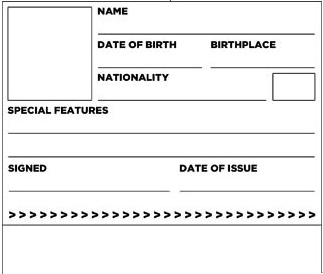 NAME
DATE OF BIRTH BIRTHPLACE
NATIONALITY
SPECIAL FEATURES
SIGNED DATE OF ISSUE
> > > > > > > > > > > > > > > > > > > > > > > > > > > >